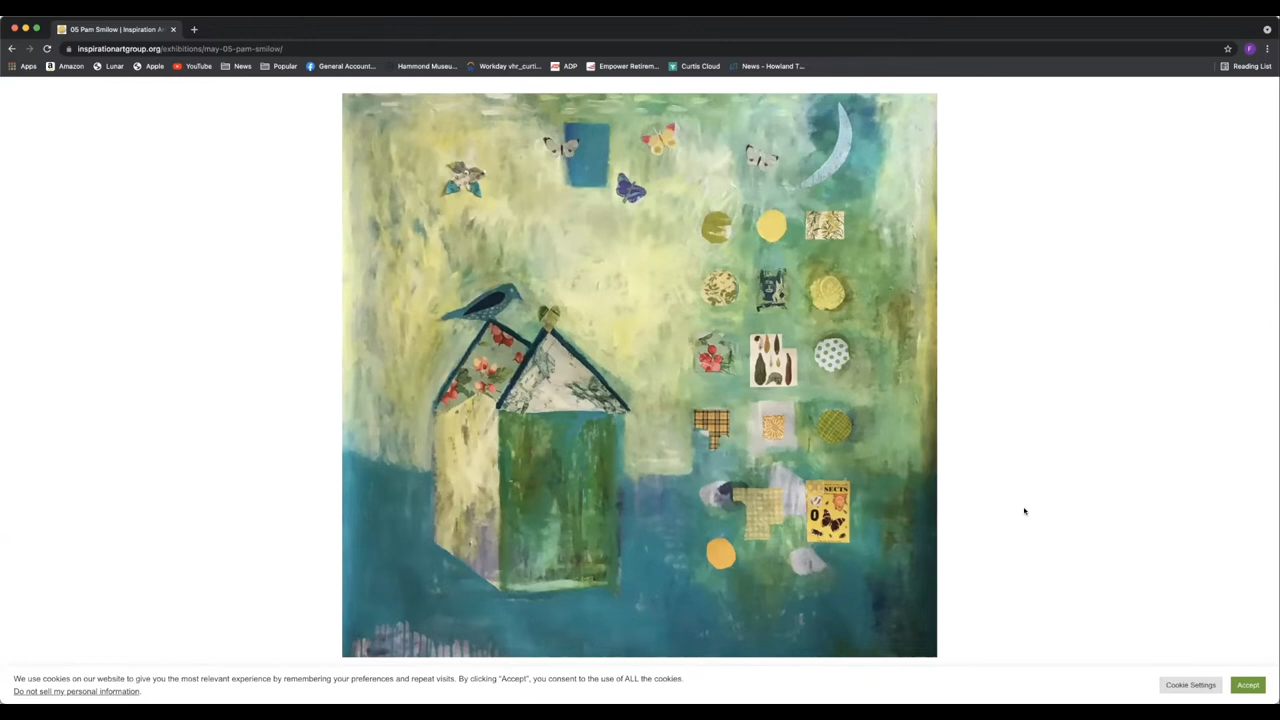 05 Pam Smilow | Inspiration Ar
inspirationartgroup.org/exhibitions/may-05-pam-smilow/
F
Apps Amazon Lunar Apple YouTube News Popular General Account... Hammond Museu... Workday vhr_curti... ADP Empower Retirem... Curtis Cloud News - Howland T... Reading List
SECTS
0
We use cookies on our website to give you the most relevant experience by remembering your preferences and repeat visits. By clicking “Accept”, you consent to the use of ALL the cookies.
Do not sell my personal information.
Cookie Settings
Accept